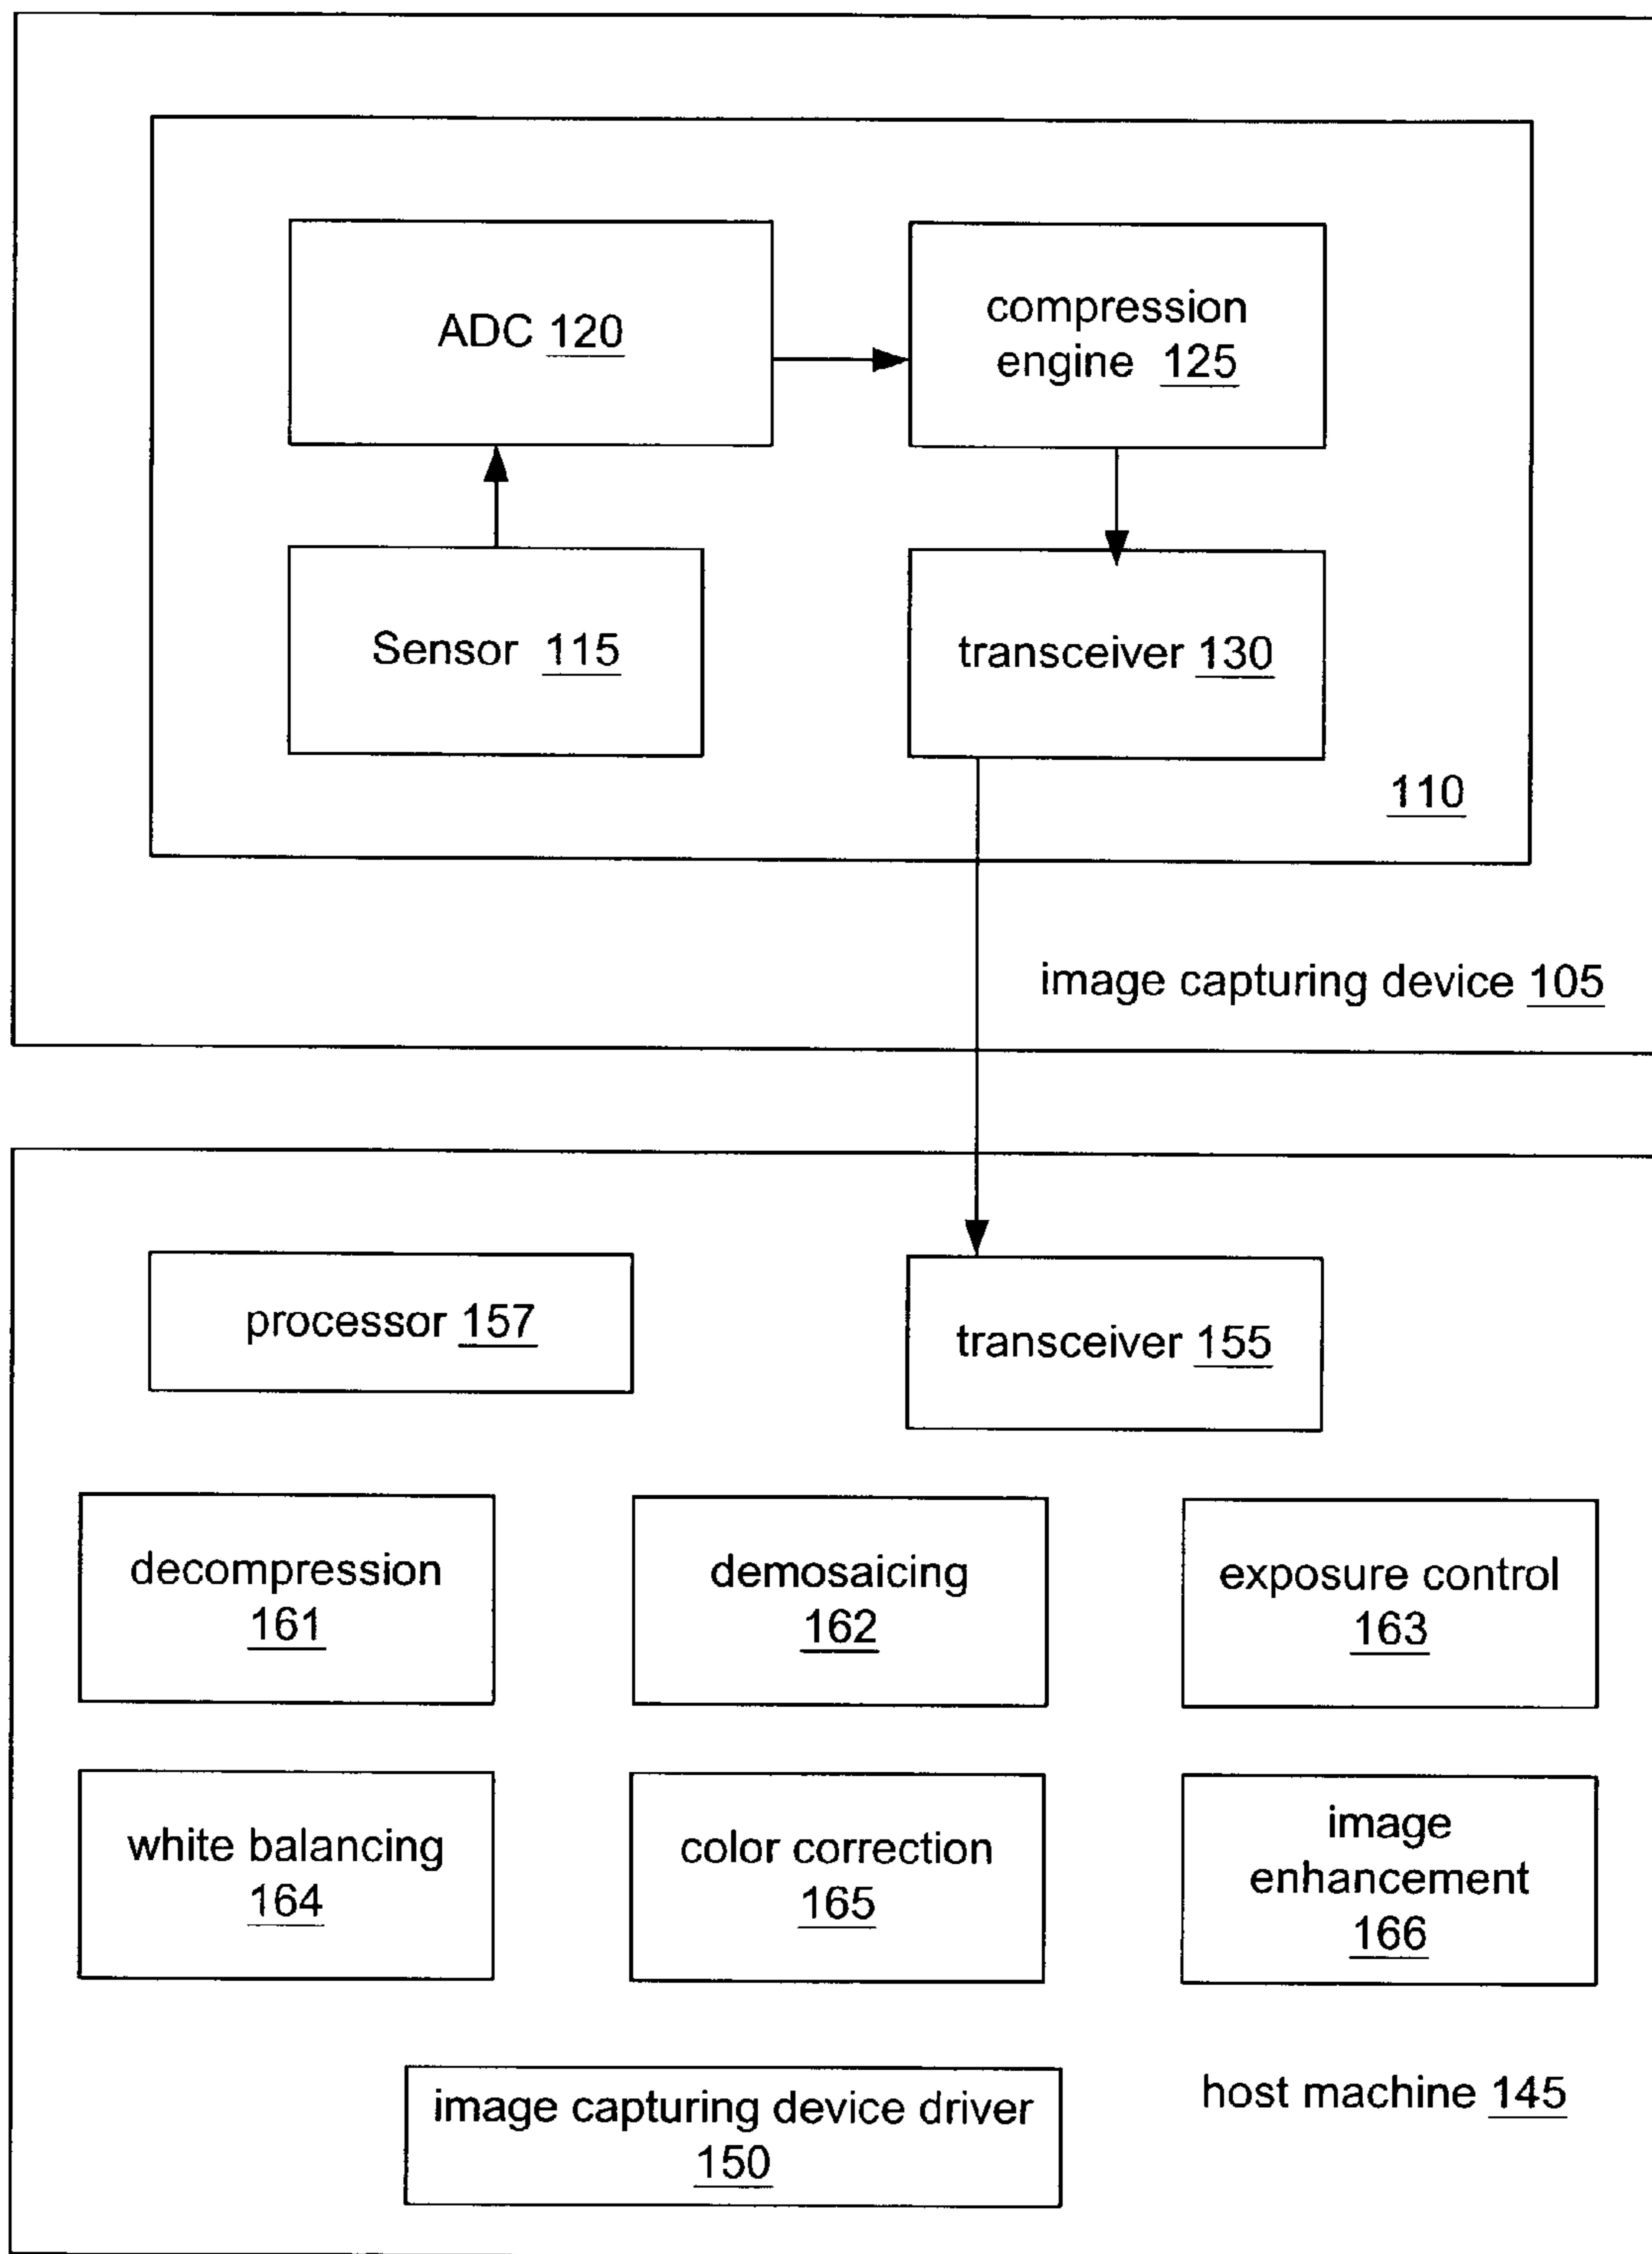 ADC 120
compression
engine 125
Sensor 115
transceiver 130
110
image capturing device 105
processor 157
transceiver 155
decompression
161
demosaicing
162
exposure control
163
white balancing
164
color correction
165
image
enhancement
166
image capturing device driver
150
host machine 145